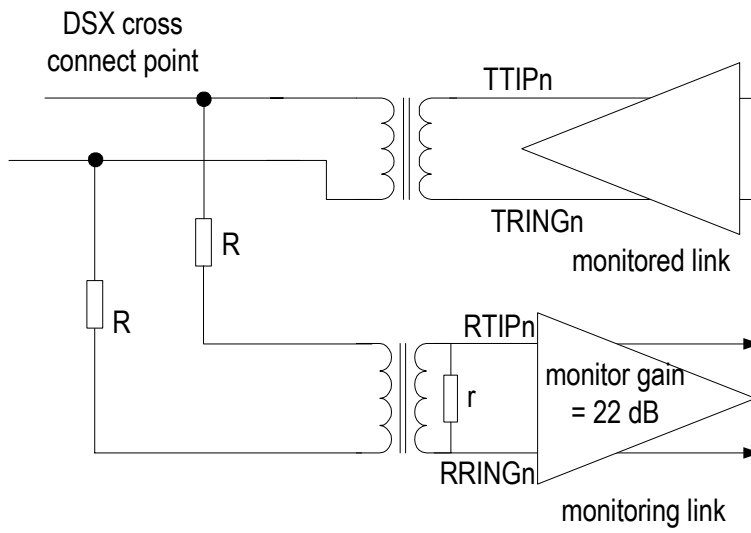 DSX cross
connect point
TTIPn
TRINGn
monitored link
R
R
RTIPn
monitor gain
= 22 dB
r
RRINGn
monitoring link